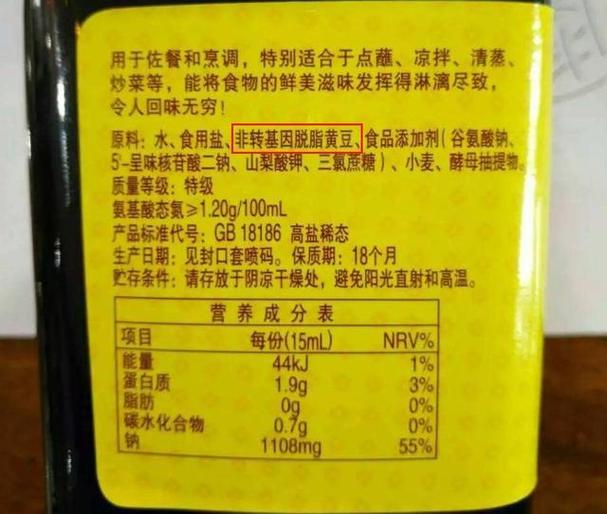 用于佐餐和烹调，特别适合于点蘸、凉拌、清蒸、
炒菜等，能将食物的鲜美滋味发挥得淋漓尽致，
令人回味无穷！
原料：水、食用盐、非转基因脱脂黄豆、食品添加剂（谷氨酸钠、
5'-呈味核苷酸二钠、山梨酸钾、三氯蔗糖）、小麦、酵母抽提物。
质量等级：特级
氨基酸态氮≥1.20g/100mL
产品标准代号：GB 18186 高盐稀态
生产日期：见封口套喷码。保质期：18个月
贮存条件：请存放于阴凉干燥处，避免阳光直射和高温。
营养成分表
项目 每份(15mL) NRV%
能量 44kJ 1%
蛋白质 1.9g 3%
脂肪 0g 0%
碳水化合物 0.7g 0%
钠 1108mg 55%